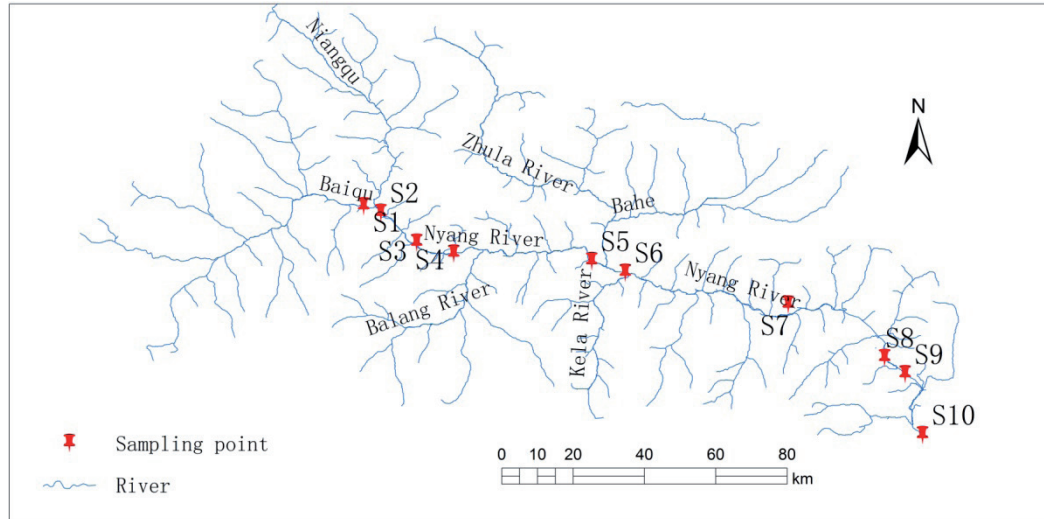 Niangqu
N
Zhula River
Baiqu
S2
Bahe
S1
S3
Nyang River
S4
S5
S6
Nyang River
Balang River
Kela River
S7
S8
S9
S10
Sampling point
River
0 10 20 40 60 80
km